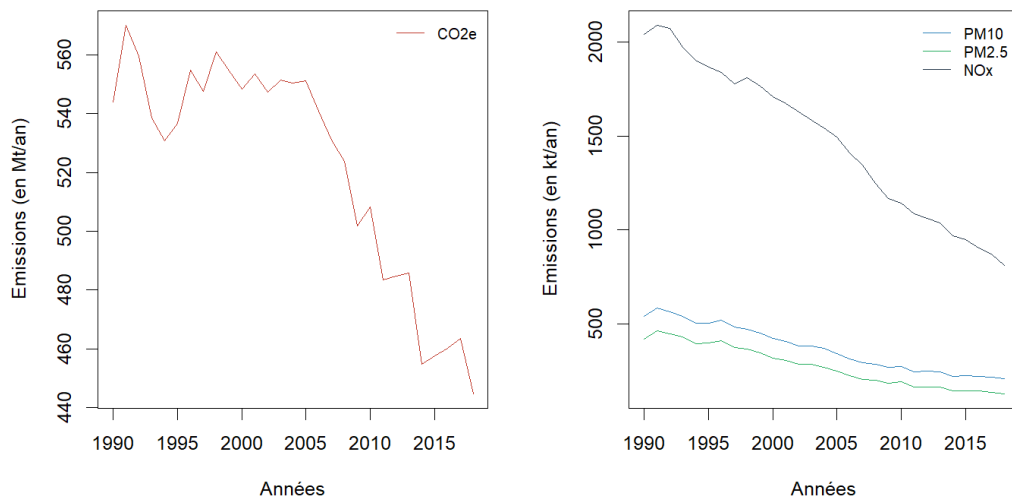 CO2e
Emissions (en Mt/an)
560
540
520
500
480
460
440
1990 1995 2000 2005 2010 2015
Années
PM10
PM2.5
NOx
Emissions (en kt/an)
2000
1500
1000
500
1990 1995 2000 2005 2010 2015
Années